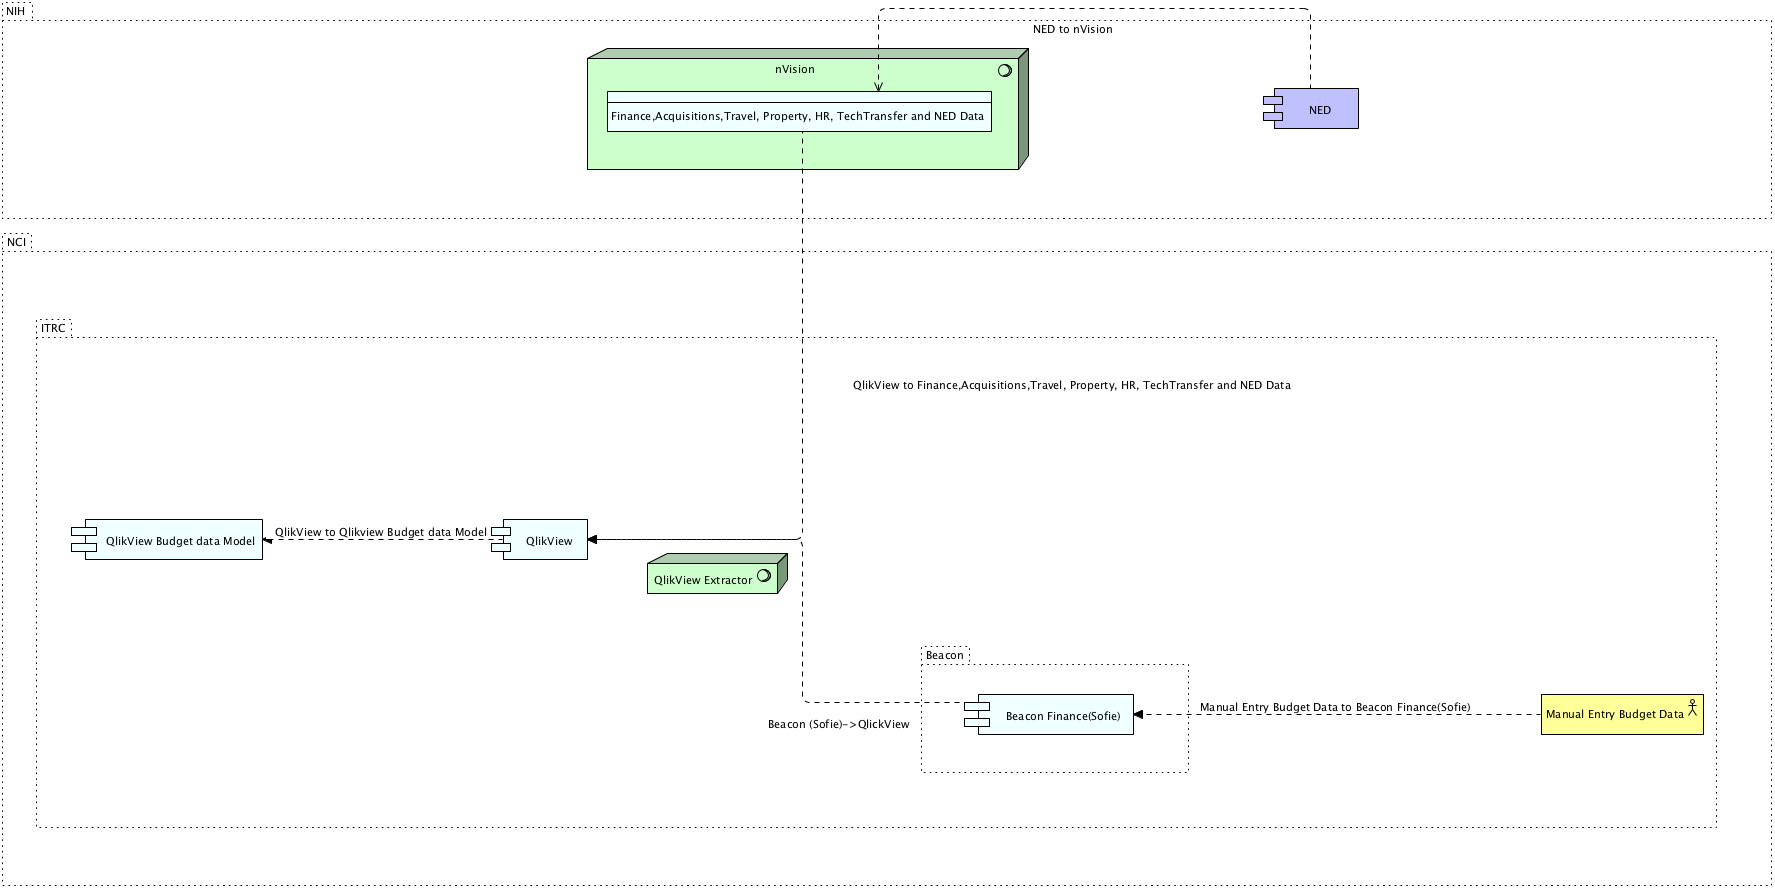 NIH
NED to nVision
nVision
Finance,Acquisitions,Travel, Property, HR, TechTransfer and NED Data
NED
NCI
ITRC
QlikView to Finance,Acquisitions,Travel, Property, HR, TechTransfer and NED Data
QlikView Budget data Model
QlikView to Qlikview Budget data Model
QlikView
QlikView Extractor
Beacon
Beacon Finance(Sofie)
Manual Entry Budget Data to Beacon Finance(Sofie)
Manual Entry Budget Data
Beacon (Sofie)->QlickView